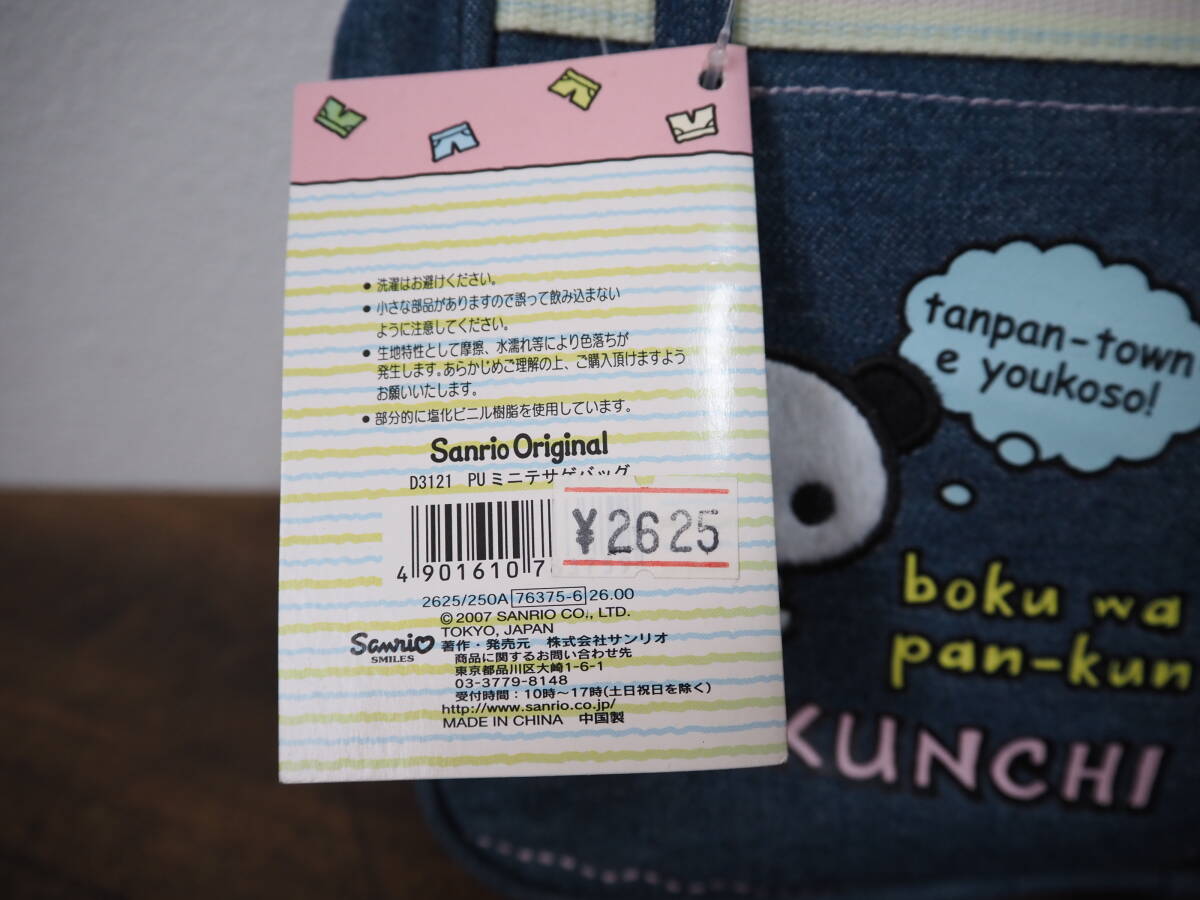 ・洗濯はお避けください。
・小さな部品がありますので誤って飲み込まない
ように注意してください。
・生地特性として摩擦、水濡れ等により色落ちが
発生します。あらかじめご理解の上、ご購入頂けますよう
お願いいたします。
・部分的に塩化ビニル樹脂を使用しています。
Sanrio Original
D3121 PUミニテサゲバッグ
¥2625
4 901610 7
2625/250A 76375-6 26.00
©2007 SANRIO CO., LTD.
TOKYO, JAPAN
Sanrio
SMILES
著作・発売元 株式会社サンリオ
商品に関するお問い合わせ先
東京都品川区大崎1-6-1
03-3779-8148
受付時間:10時～17時(土日祝日を除く)
http://www.sanrio.co.jp/
MADE IN CHINA 中国製
tanpan-town
e youkoso!
boku wa
pan-kun
KUNCHI